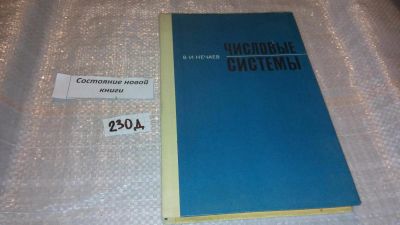 Состояние новой
книги
230Д
В. И. НЕЧАЕВ
ЧИСЛОВЫЕ
СИСТЕМЫ